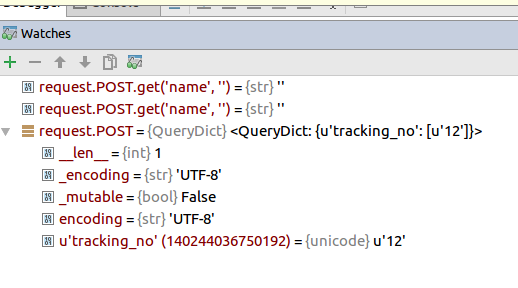 Watches
request.POST.get('name', '') = {str} ''
request.POST.get('name', '') = {str} ''
request.POST = {QueryDict} <QueryDict: {u'tracking_no': [u'12']}>
__len__ = {int} 1
_encoding = {str} 'UTF-8'
_mutable = {bool} False
encoding = {str} 'UTF-8'
u'tracking_no' (140244036750192) = {unicode} u'12'